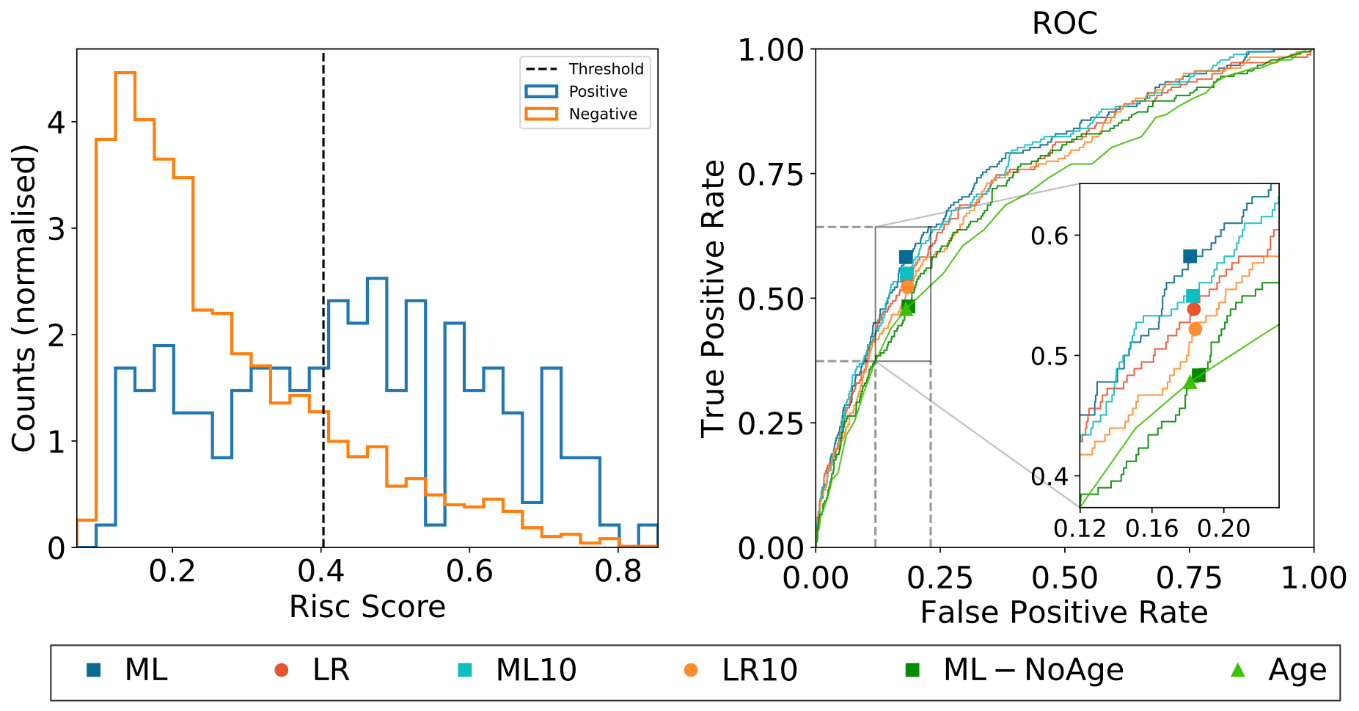 ROC
Counts (normalised)
4
3
2
1
0
0.2
0.4
0.6
0.8
Risc Score
Threshold
Positive
Negative
True Positive Rate
1.00
0.75
0.50
0.25
0.00
0.00
0.25
0.50
0.75
1.00
False Positive Rate
0.6
0.5
0.4
0.12
0.16
0.20
ML
LR
ML10
LR10
ML − NoAge
Age